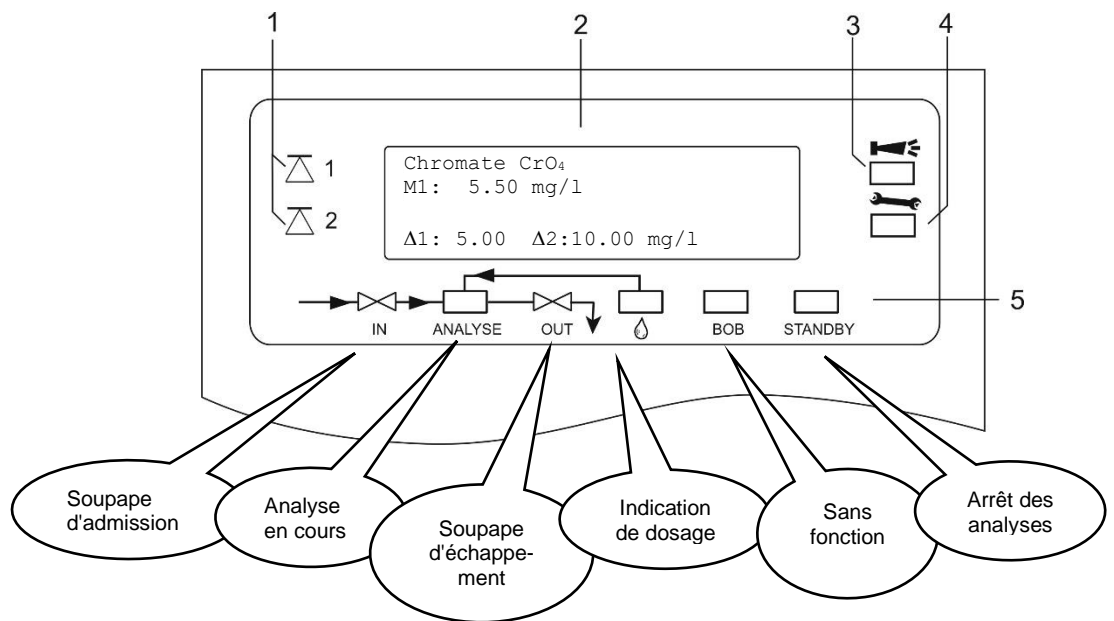 1
2
3
4
1
2
Chromate CrO₄
M1: 5.50 mg/l
Δ1: 5.00 Δ2:10.00 mg/l
5
IN
ANALYSE
OUT
BOB
STANDBY
Soupape
d'admission
Analyse
en cours
Soupape
d'échappe-
ment
Indication
de dosage
Sans
fonction
Arrêt des
analyses